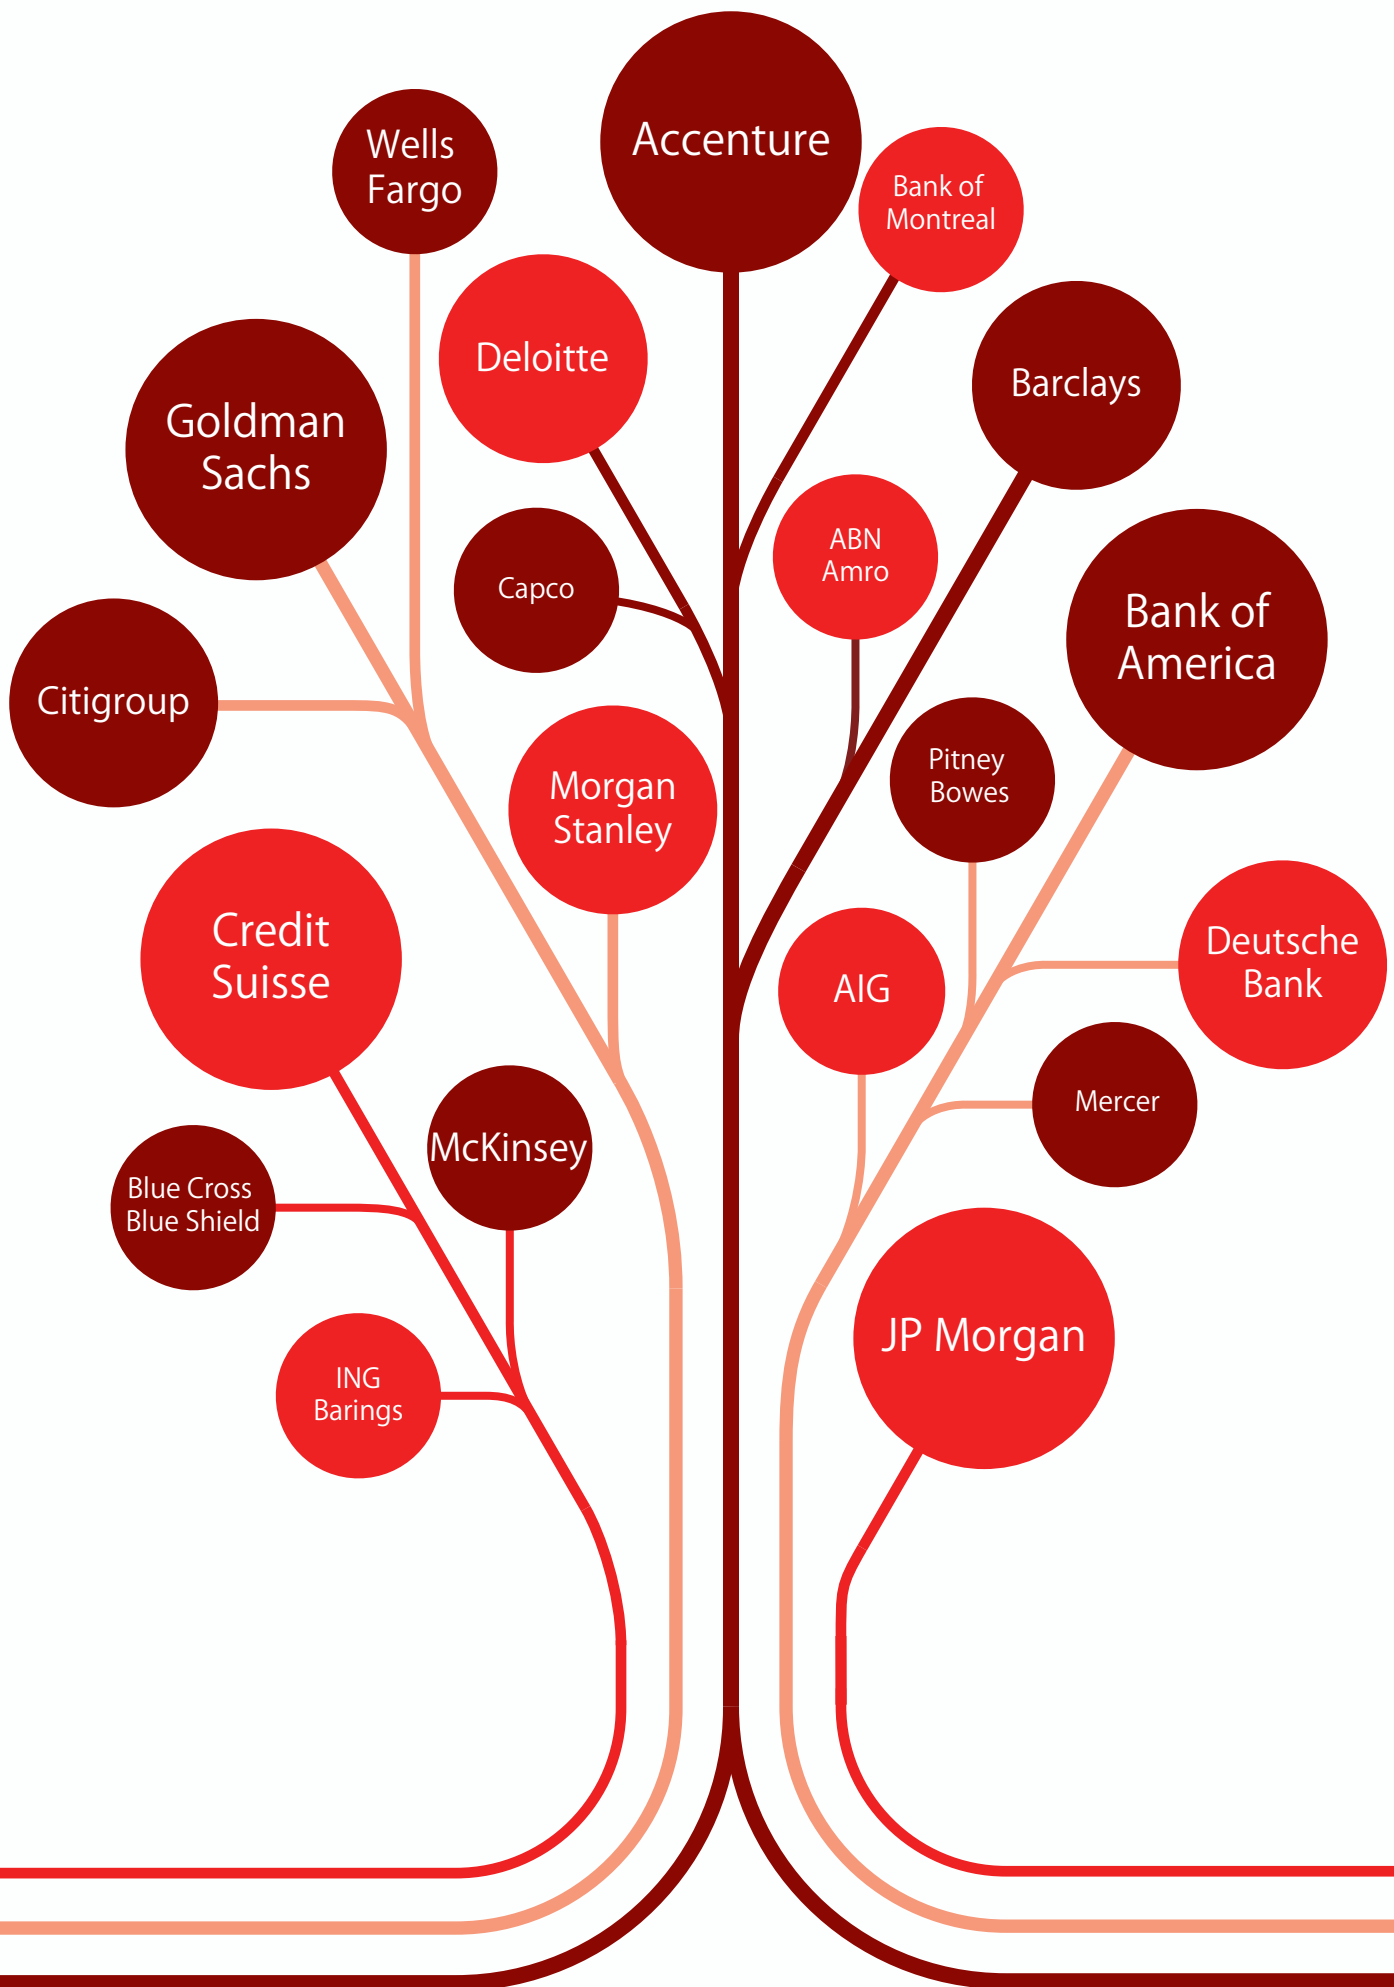 Accenture
Wells
Fargo
Bank of
Montreal
Deloitte
Barclays
Goldman
Sachs
ABN
Amro
Capco
Bank of
America
Citigroup
Pitney
Bowes
Morgan
Stanley
Credit
Suisse
Deutsche
Bank
AIG
Mercer
McKinsey
Blue Cross
Blue Shield
JP Morgan
ING
Barings